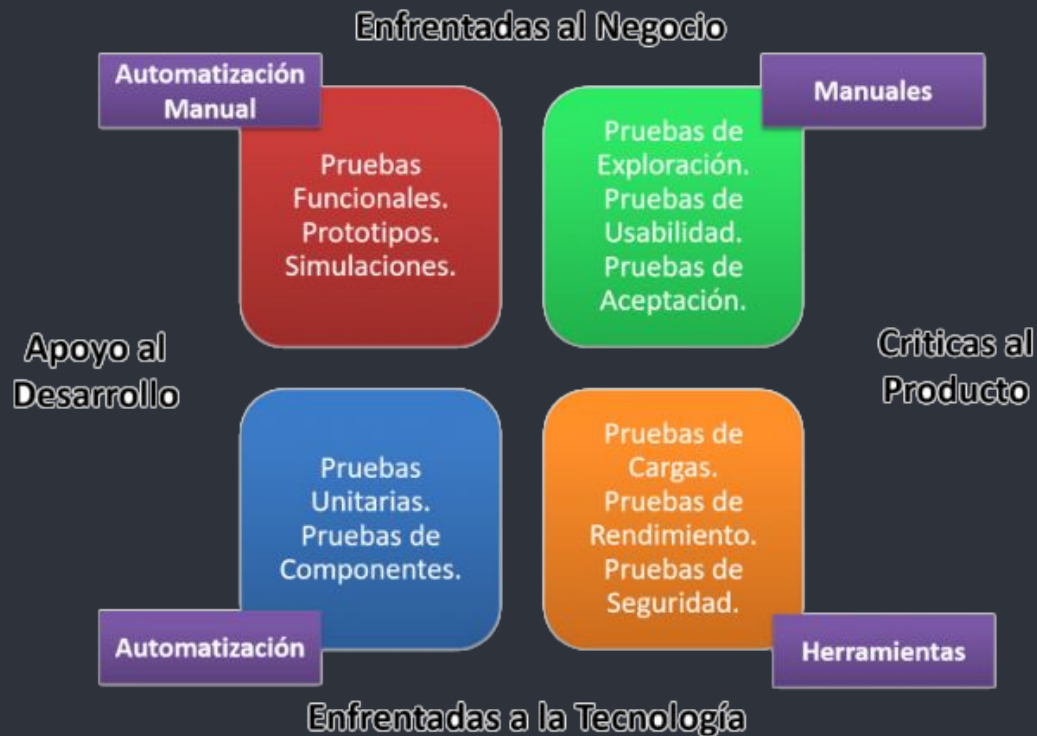 Enfrentadas al Negocio
Automatización
Manual
Manuales
Pruebas
Funcionales.
Prototipos.
Simulaciones.
Pruebas de
Exploración.
Pruebas de
Usabilidad.
Pruebas de
Aceptación.
Apoyo al
Desarrollo
Criticas al
Producto
Pruebas
Unitarias.
Pruebas de
Componentes.
Pruebas de
Cargas.
Pruebas de
Rendimiento.
Pruebas de
Seguridad.
Automatización
Herramientas
Enfrentadas a la Tecnología